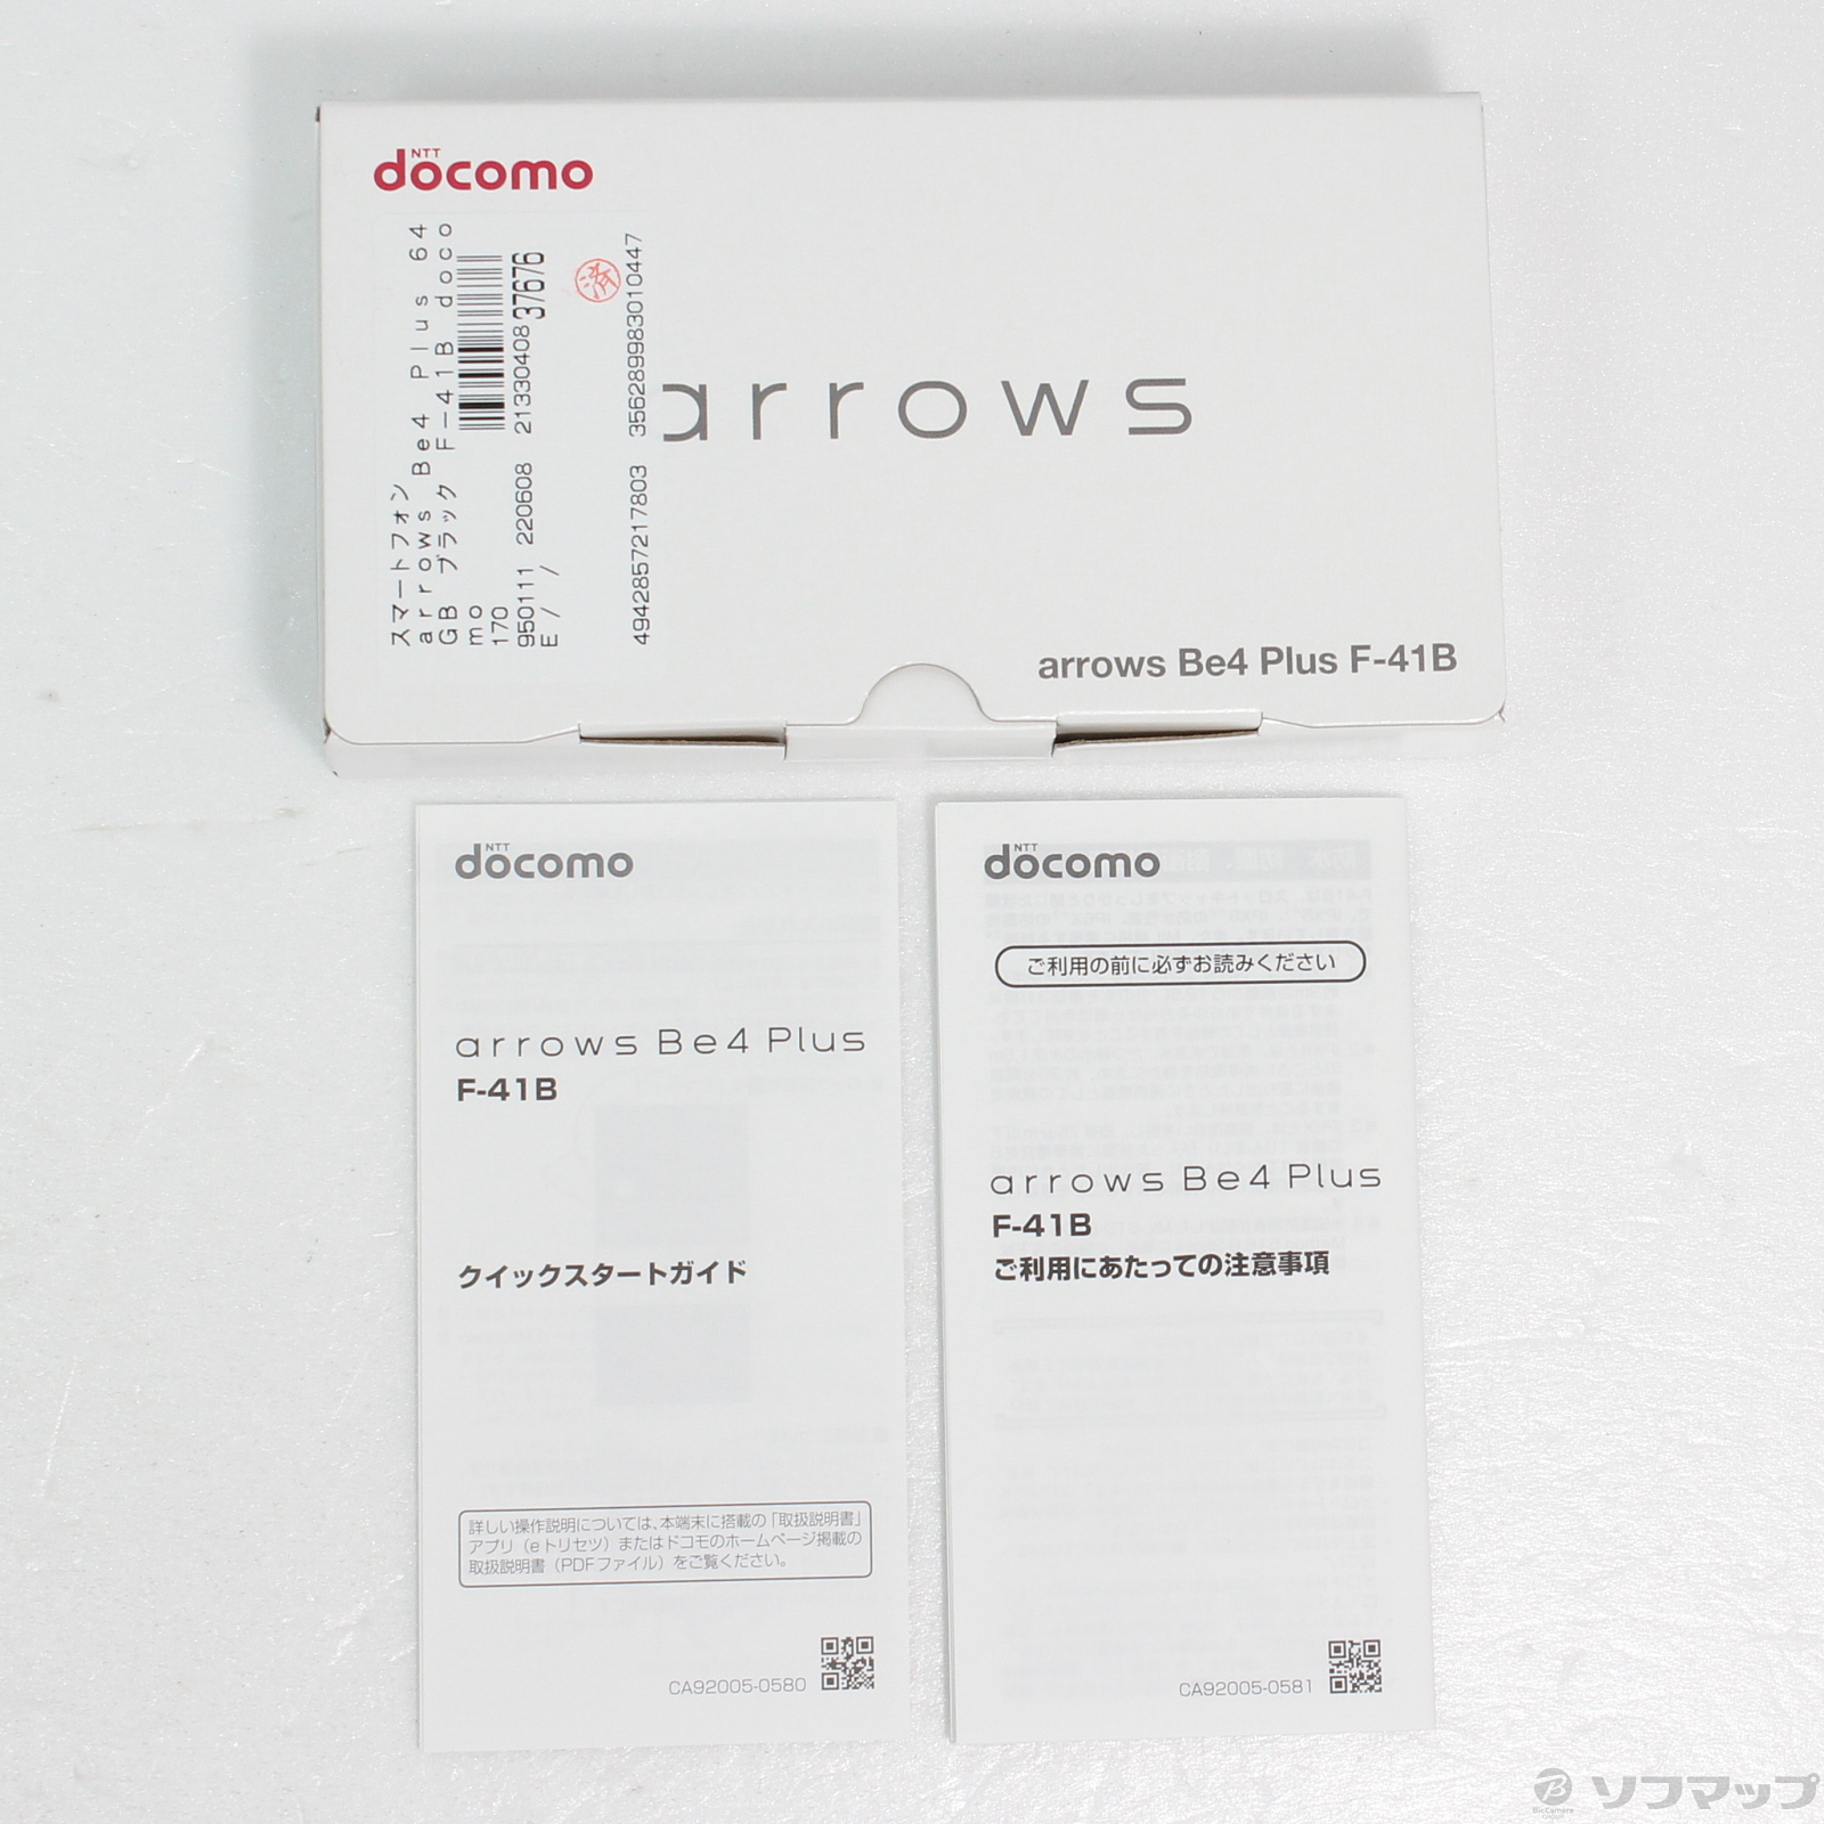 NTT
docomo
スマートフォン
arrows Be4 Plus 64
GB ブラック F-41B doco
mo
170
950111 220608 2133040837676
E / /
済
4942857217803 356289983010447
arrows
arrows Be4 Plus F-41B
NTT
docomo
arrows Be4 Plus
F-41B
クイックスタートガイド
詳しい操作説明については、本端末に搭載の「取扱説明書」
アプリ（eトリセツ）またはドコモのホームページ掲載の
取扱説明書（PDFファイル）をご覧ください。
CA92005-0580
NTT
docomo
ご利用の前に必ずお読みください
arrows Be4 Plus
F-41B
ご利用にあたっての注意事項
CA92005-0581
B
BicCamera
GROUP
ソフマップ